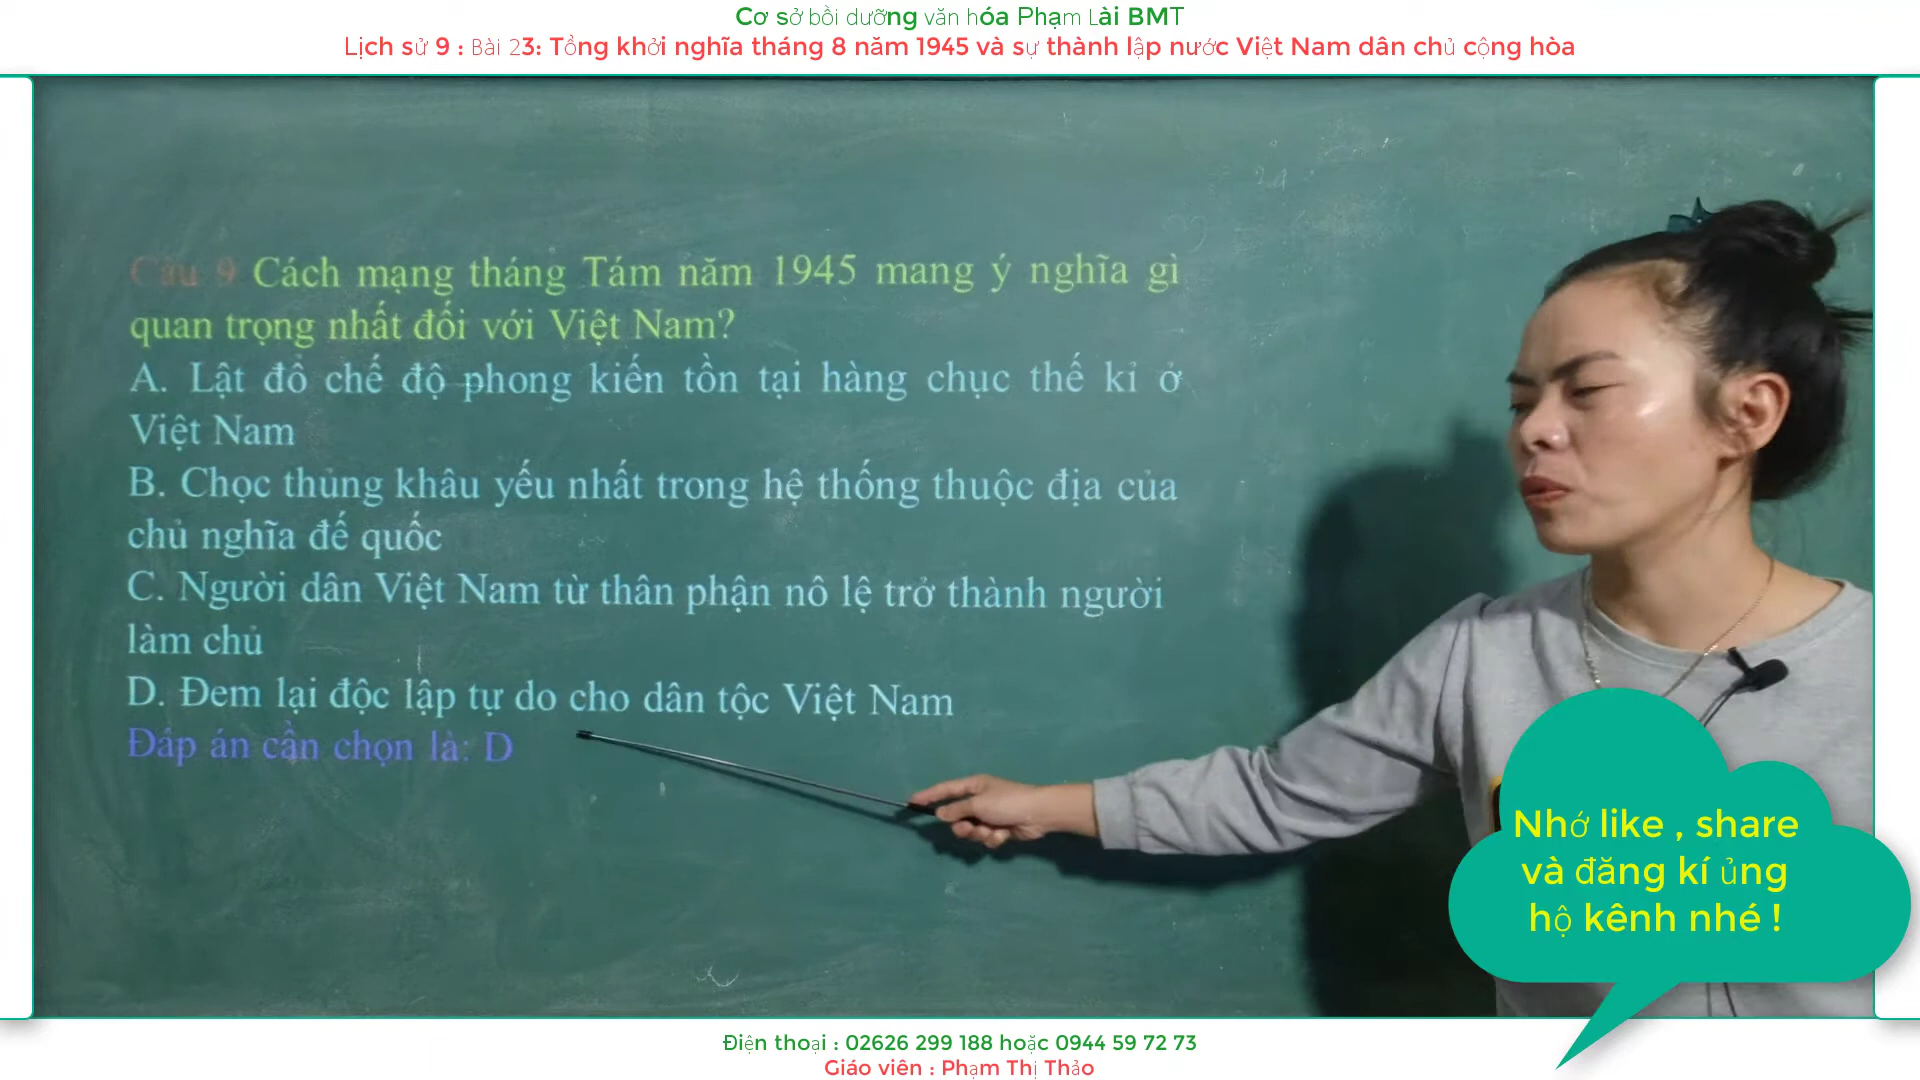 Cơ sở bồi dưỡng văn hóa Phạm Lài BMT
Lịch sử 9 : Bài 23: Tổng khởi nghĩa tháng 8 năm 1945 và sự thành lập nước Việt Nam dân chủ cộng hòa
Câu 9 Cách mạng tháng Tám năm 1945 mang ý nghĩa gì
quan trọng nhất đối với Việt Nam?
A. Lật đổ chế độ phong kiến tồn tại hàng chục thế kỉ ở
Việt Nam
B. Chọc thủng khâu yếu nhất trong hệ thống thuộc địa của
chủ nghĩa đế quốc
C. Người dân Việt Nam từ thân phận nô lệ trở thành người
làm chủ
D. Đem lại độc lập tự do cho dân tộc Việt Nam
Đáp án cần chọn là: D
Nhớ like , share
và đăng kí ủng
hộ kênh nhé !
Điện thoại : 02626 299 188 hoặc 0944 59 72 73
Giáo viên : Phạm Thị Thảo